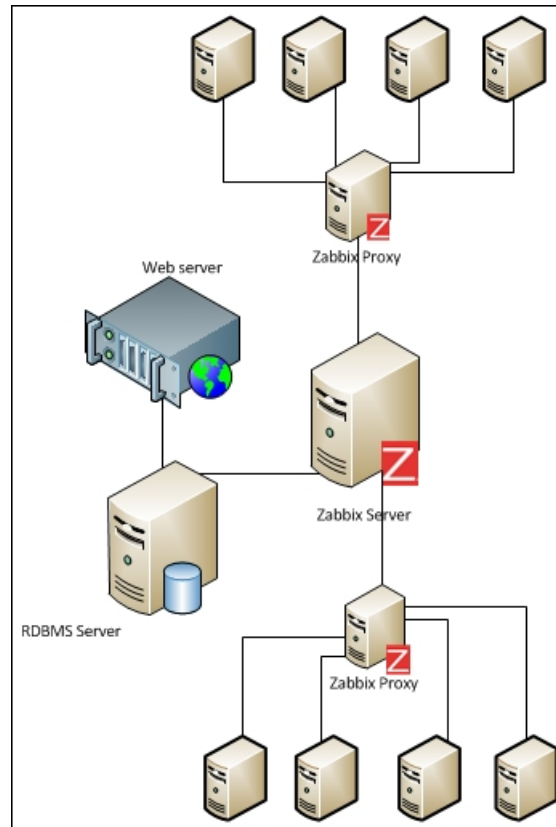 Z
Zabbix Proxy
Web server
Z
Zabbix Server
RDBMS Server
Z
Zabbix Proxy